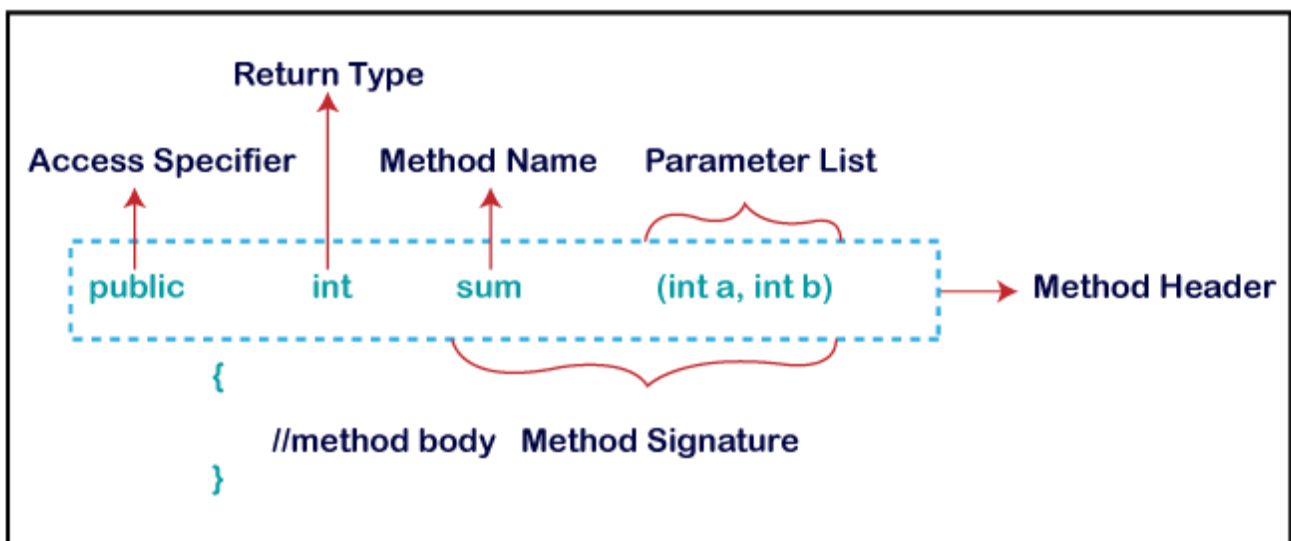 Return Type
Access Specifier Method Name Parameter List
public int sum (int a, int b) Method Header
{
//method body Method Signature
}